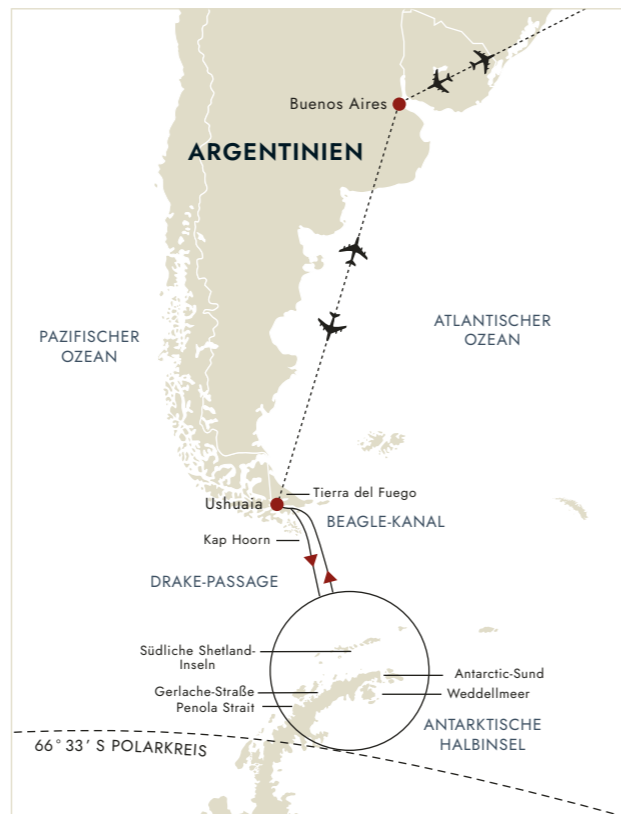 Buenos Aires
ARGENTINIEN
PAZIFISCHER
OZEAN
ATLANTISCHER
OZEAN
Tierra del Fuego
Ushuaia
BEAGLE-KANAL
Kap Hoorn
DRAKE-PASSAGE
Südliche Shetland-
Inseln
Antarctic-Sund
Gerlache-Straße
Weddellmeer
Penola Strait
ANTARKTISCHE
HALBINSEL
66° 33’ S POLARKREIS